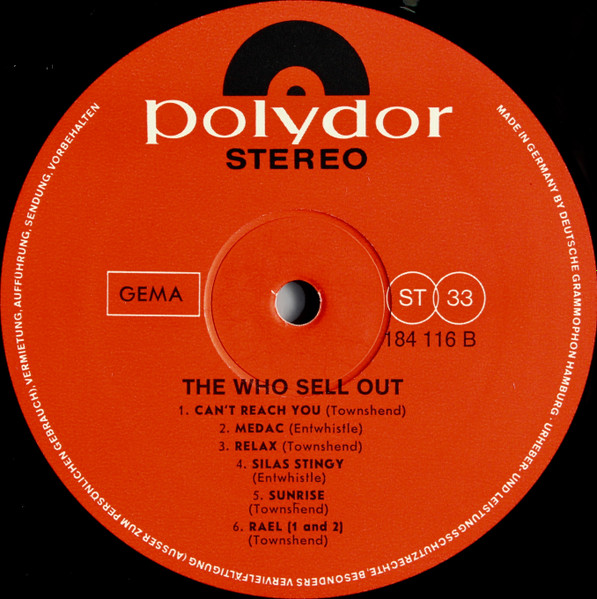 polydor
STEREO
GEMA
ST 33
184 116 B
THE WHO SELL OUT
1. CAN'T REACH YOU (Townshend)
2. MEDAC (Entwhistle)
3. RELAX (Townshend)
4. SILAS STINGY
(Entwhistle)
5. SUNRISE
(Townshend)
6. RAEL (1 and 2)
(Townshend)
MADE IN GERMANY BY DEUTSCHE GRAMMOPHON HAMBURG. URHEBER- UND LEISTUNGSSCHUTZRECHTE, BESONDERS VERVIELFÄLTIGUNG (AUSSER ZUM PERSÖNLICHEN GEBRAUCH), VERMIETUNG, AUFFÜHRUNG, SENDUNG, VORBEHALTEN